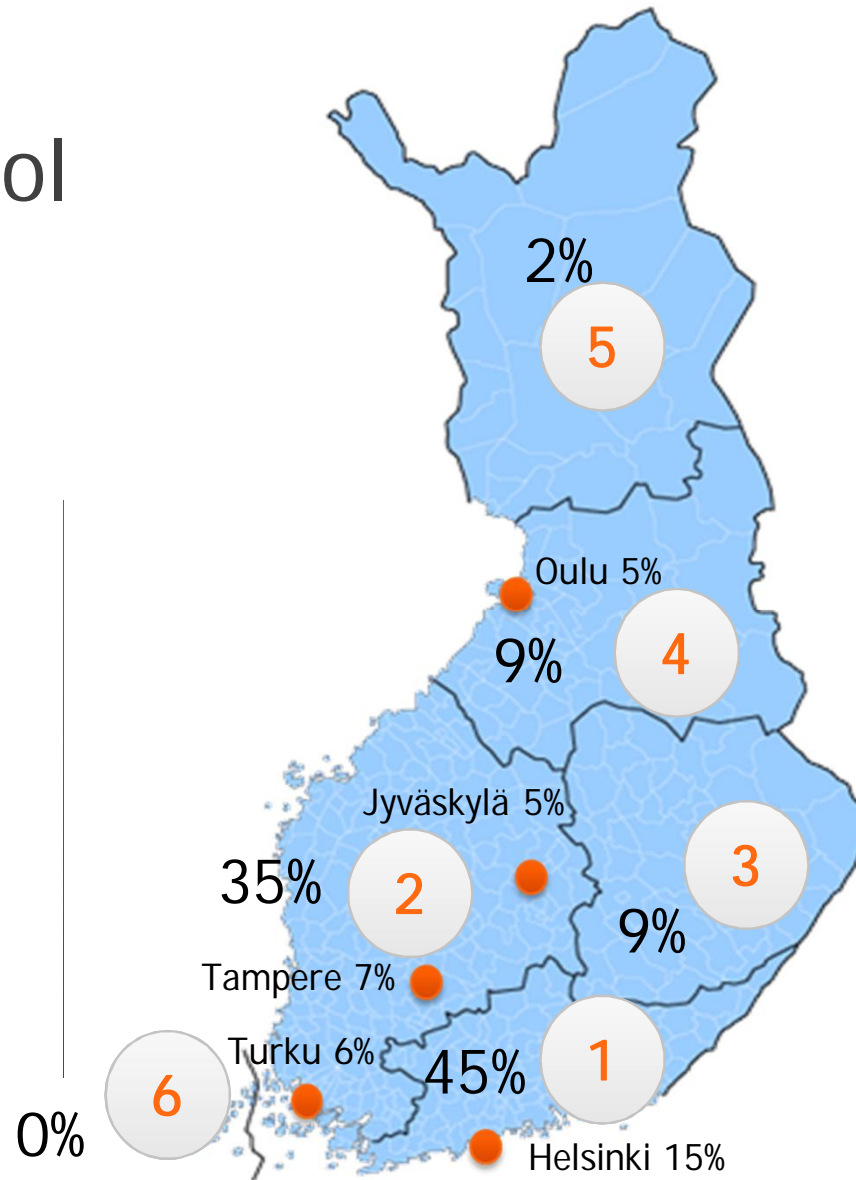 ol
2%
5
Oulu 5%
9%
4
Jyväskylä 5%
35%
2
3
9%
Tampere 7%
Turku 6%
45%
1
6
0%
Helsinki 15%